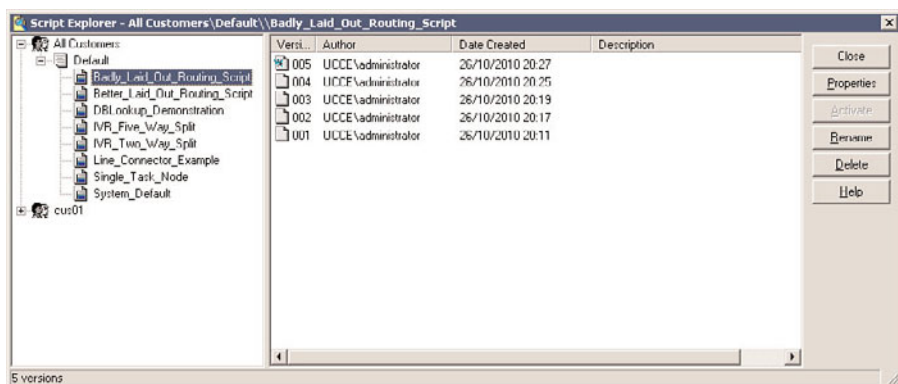 Script Explorer - All Customers\Default\\Badly_Laid_Out_Routing_Script
All Customers
Default
Badly_Laid_Out_Routing_Script
Better_Laid_Out_Routing_Script
DBLookup_Demonstration
IVR_Five_Way_Split
IVR_Two_Way_Split
Line_Connector_Example
Single_Task_Node
System_Default
cus01
Versi... Author Date Created Description
005 UCCE\administrator 26/10/2010 20:27
004 UCCE\administrator 26/10/2010 20:25
003 UCCE\administrator 26/10/2010 20:19
002 UCCE\administrator 26/10/2010 20:17
001 UCCE\administrator 26/10/2010 20:11
Close
Properties
Activate
Rename
Delete
Help
5 versions